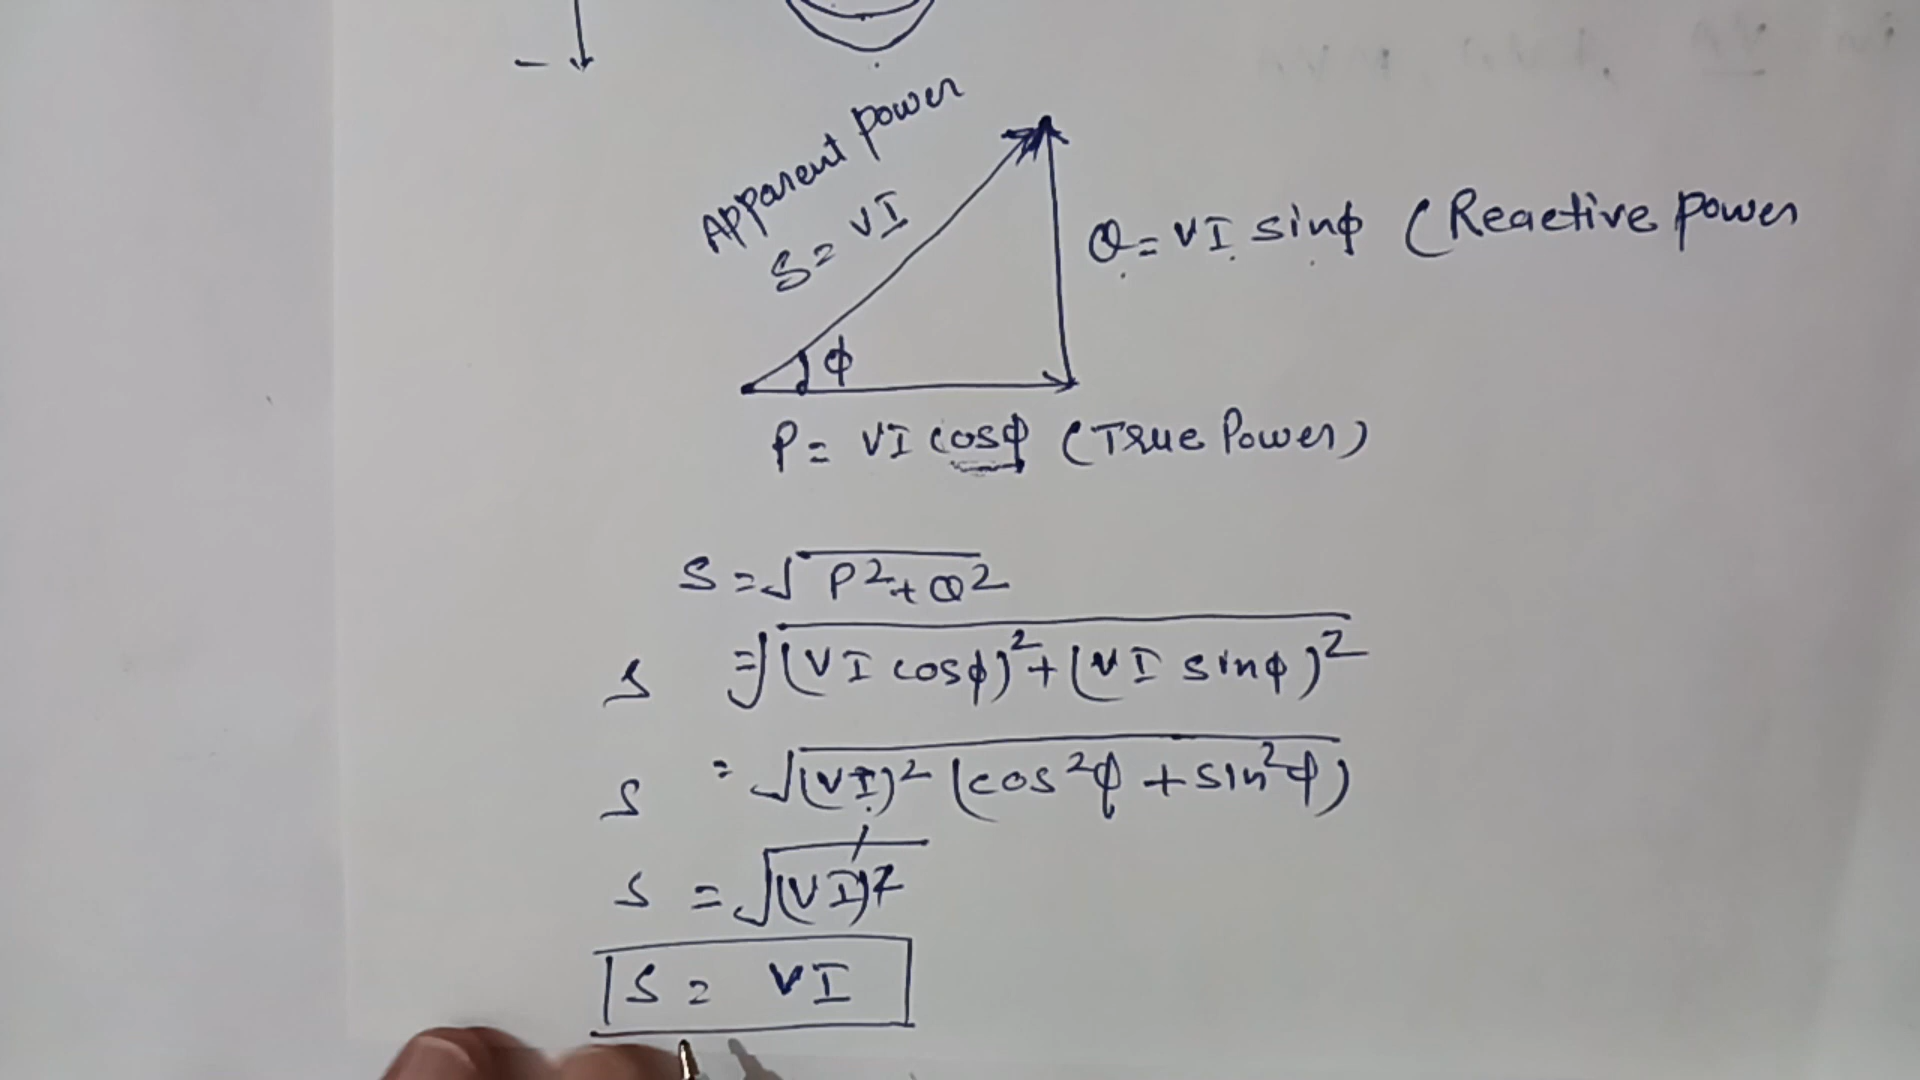 Apparent Power
S = VI
Q = VI sinϕ (Reactive Power
ϕ
P = VI cosϕ (True Power)
S = √P²+Q²
S = √(VI cosϕ)²+(VI sinϕ)²
S = √(VI)² (cos²ϕ + sin²ϕ)
S = √(VI)²
S = VI